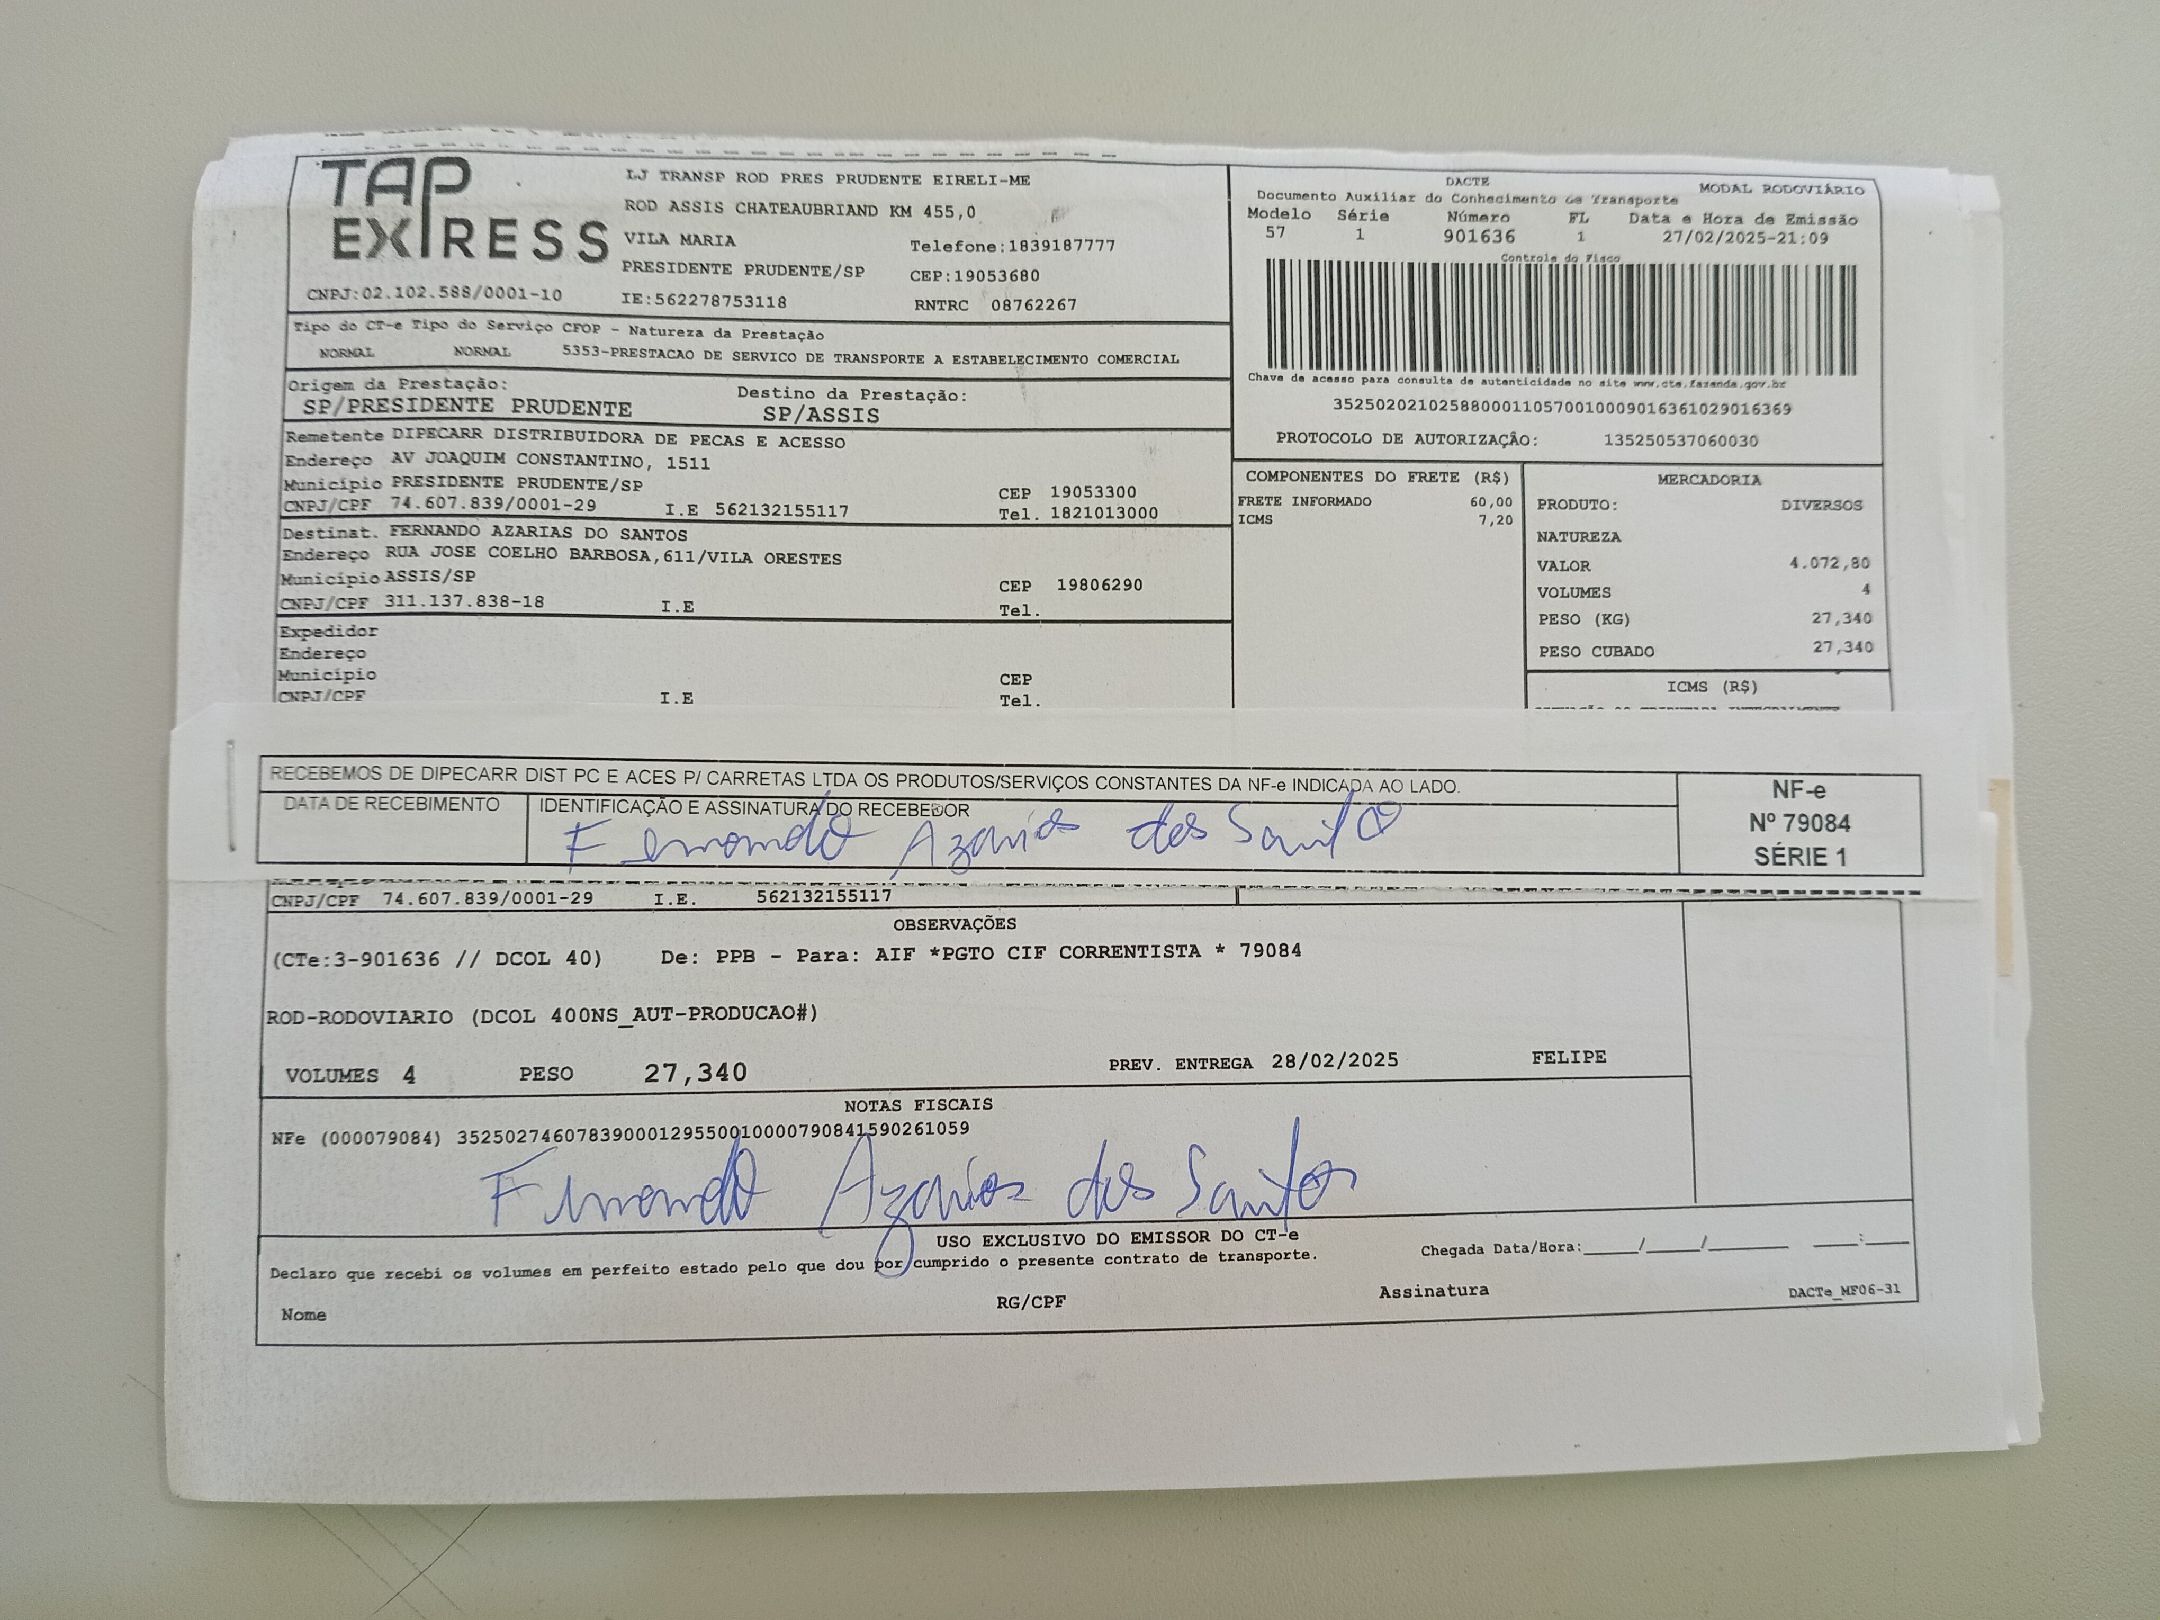 TAP EXPRESS
LJ TRANSP ROD PRES PRUDENTE EIRELI-ME
ROD ASSIS CHATEAUBRIAND KM 455,0
VILA MARIA Telefone:1839187777
PRESIDENTE PRUDENTE/SP CEP:19053680
CNPJ:02.102.588/0001-10 IE:562278753118 RNTRC 08762267
DACTE MODAL RODOVIÁRIO
Documento Auxiliar do Conhecimento de Transporte
Modelo Série Número FL Data e Hora de Emissão
57 1 901636 1 27/02/2025-21:09
Controle do Fisco
Chave de acesso para consulta de autenticidade no site www.cte.fazenda.gov.br
35250202102588000110570010009016361029016369
PROTOCOLO DE AUTORIZAÇÃO: 135250537060030
Tipo do CT-e Tipo do Serviço CFOP - Natureza da Prestação
NORMAL NORMAL 5353-PRESTACAO DE SERVICO DE TRANSPORTE A ESTABELECIMENTO COMERCIAL
Origem da Prestação: Destino da Prestação:
SP/PRESIDENTE PRUDENTE SP/ASSIS
Remetente DIPECARR DISTRIBUIDORA DE PECAS E ACESSO
Endereço AV JOAQUIM CONSTANTINO, 1511
Município PRESIDENTE PRUDENTE/SP CEP 19053300
CNPJ/CPF 74.607.839/0001-29 I.E 562132155117 Tel. 1821013000
Destinat. FERNANDO AZARIAS DO SANTOS
Endereço RUA JOSE COELHO BARBOSA,611/VILA ORESTES
Município ASSIS/SP CEP 19806290
CNPJ/CPF 311.137.838-18 I.E Tel.
Expedidor
Endereço
Município CEP
CNPJ/CPF I.E Tel.
COMPONENTES DO FRETE (R$)
FRETE INFORMADO 60,00
ICMS 7,20
MERCADORIA
PRODUTO: DIVERSOS
NATUREZA
VALOR 4.072,80
VOLUMES 4
PESO (KG) 27,340
PESO CUBADO 27,340
ICMS (R$)
RECEBEMOS DE DIPECARR DIST PC E ACES P/ CARRETAS LTDA OS PRODUTOS/SERVIÇOS CONSTANTES DA NF-e INDICADA AO LADO.
DATA DE RECEBIMENTO IDENTIFICAÇÃO E ASSINATURA DO RECEBEDOR
Fernando Azarias dos Santos
NF-e
Nº 79084
SÉRIE 1
CNPJ/CPF 74.607.839/0001-29 I.E. 562132155117
OBSERVAÇÕES
(CTe:3-901636 // DCOL 40) De: PPB - Para: AIF *PGTO CIF CORRENTISTA * 79084
ROD-RODOVIARIO (DCOL 400NS_AUT-PRODUCAO#)
VOLUMES 4 PESO 27,340 PREV. ENTREGA 28/02/2025 FELIPE
NOTAS FISCAIS
NFe (000079084) 35250274607839000129550010000790841590261059
Fernando Azarias dos Santos
USO EXCLUSIVO DO EMISSOR DO CT-e
Declaro que recebi os volumes em perfeito estado pelo que dou por cumprido o presente contrato de transporte.
Chegada Data/Hora:_____/_____/________ ____:____
Nome RG/CPF Assinatura DACTe_MF06-31